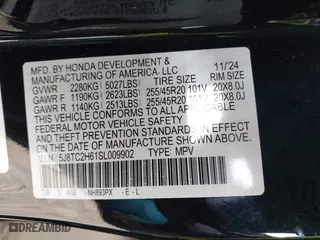 MFD. BY HONDA DEVELOPMENT & 11/24
MANUFACTURING OF AMERICA, LLC
TIRE SIZE RIM SIZE
GVWR 2280KG 5027LBS
GAWR F 1190KG 2623LBS 255/45R20 101V 20X8.0J
GAWR R 1140KG 2513LBS 255/45R20 101V 20X8.0J
THIS VEHICLE CONFORMS TO ALL APPLICABLE
FEDERAL MOTOR VEHICLE SAFETY AND
THEFT PREVENTION STANDARDS IN EFFECT
ON THE DATE OF MANUFACTURE SHOWN ABOVE.
V.I.N. 5J8TC2H61SL009902 TYPE: MPV
NH893PX -E-L
DREAMBID